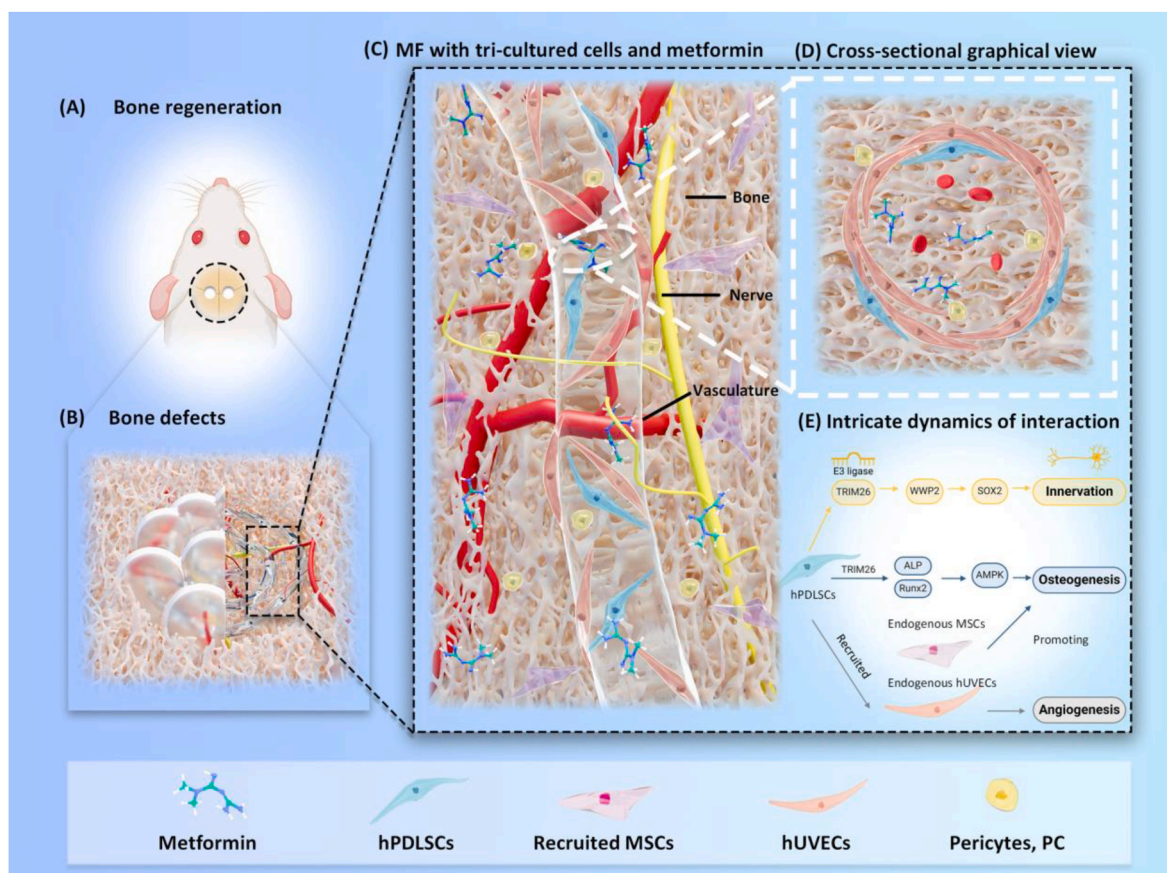 (C) MF with tri-cultured cells and metformin
(D) Cross-sectional graphical view
(A) Bone regeneration
Bone
Nerve
Vasculature
(B) Bone defects
(E) Intricate dynamics of interaction
E3 ligase
TRIM26
WWP2
SOX2
Innervation
hPDLSCs
TRIM26
ALP
Runx2
AMPK
Osteogenesis
Endogenous MSCs
Promoting
Recruited
Endogenous hUVECs
Angiogenesis
Metformin
hPDLSCs
Recruited MSCs
hUVECs
Pericytes, PC